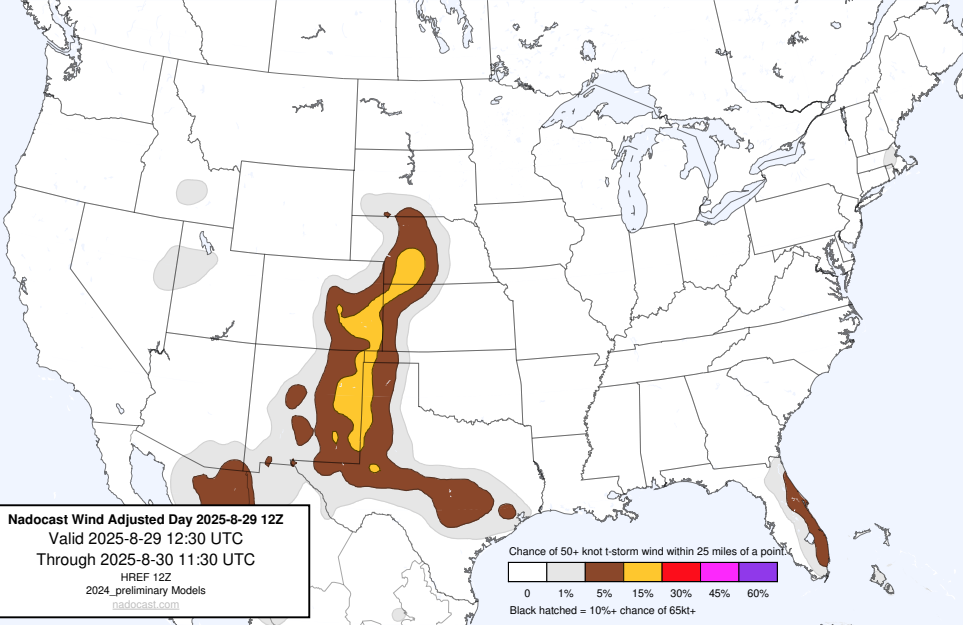 Nadocast Wind Adjusted Day 2025-8-29 12Z
Valid 2025-8-29 12:30 UTC
Through 2025-8-30 11:30 UTC
HREF 12Z
2024_preliminary Models
nadocast.com
Chance of 50+ knot t-storm wind within 25 miles of a point.
0 1% 5% 15% 30% 45% 60%
Black hatched = 10%+ chance of 65kt+